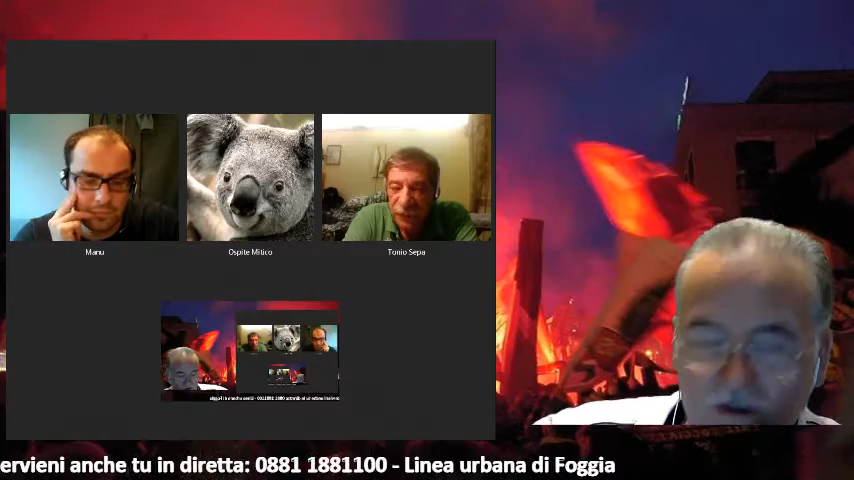 Manu
Ospite Mitico
Tonio Sepa
ervieni anche tu in diretta: 0881 1881100 - Linea urbana di Foggia